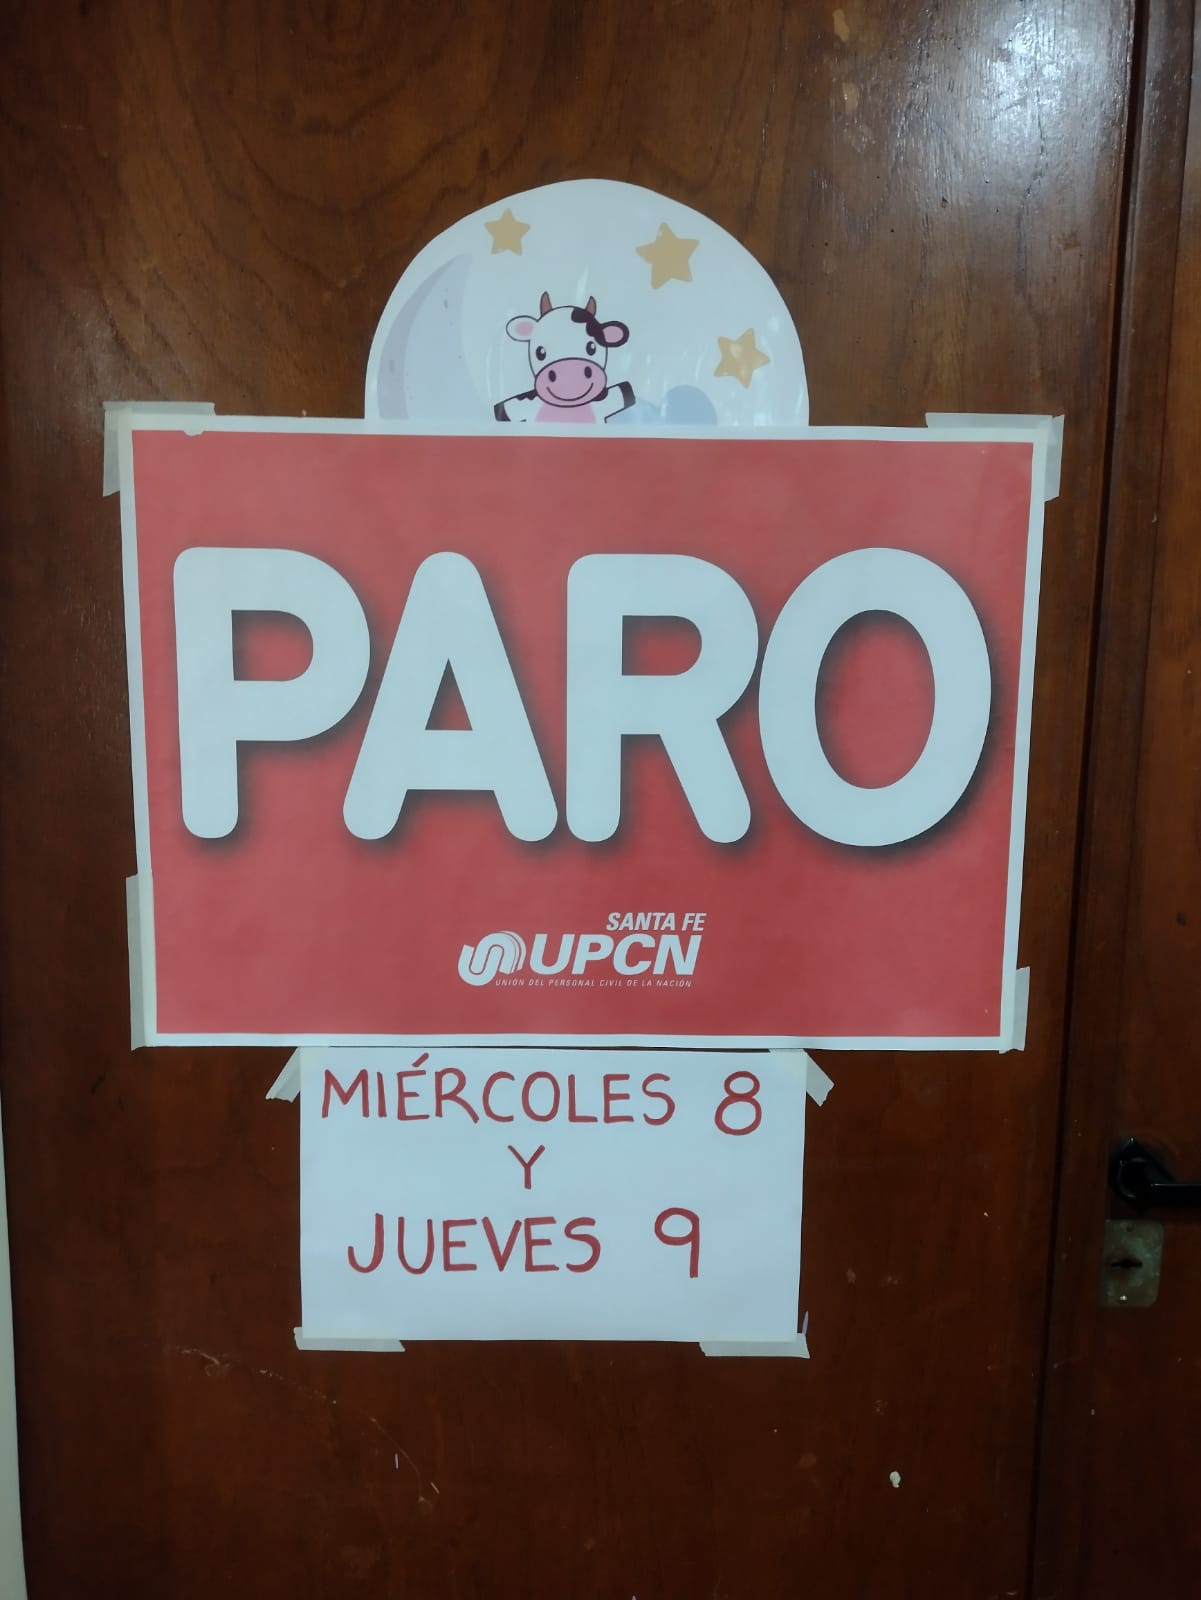 PARO
SANTA FE
UPCN
UNIÓN DEL PERSONAL CIVIL DE LA NACIÓN
MIÉRCOLES 8
Y
JUEVES 9